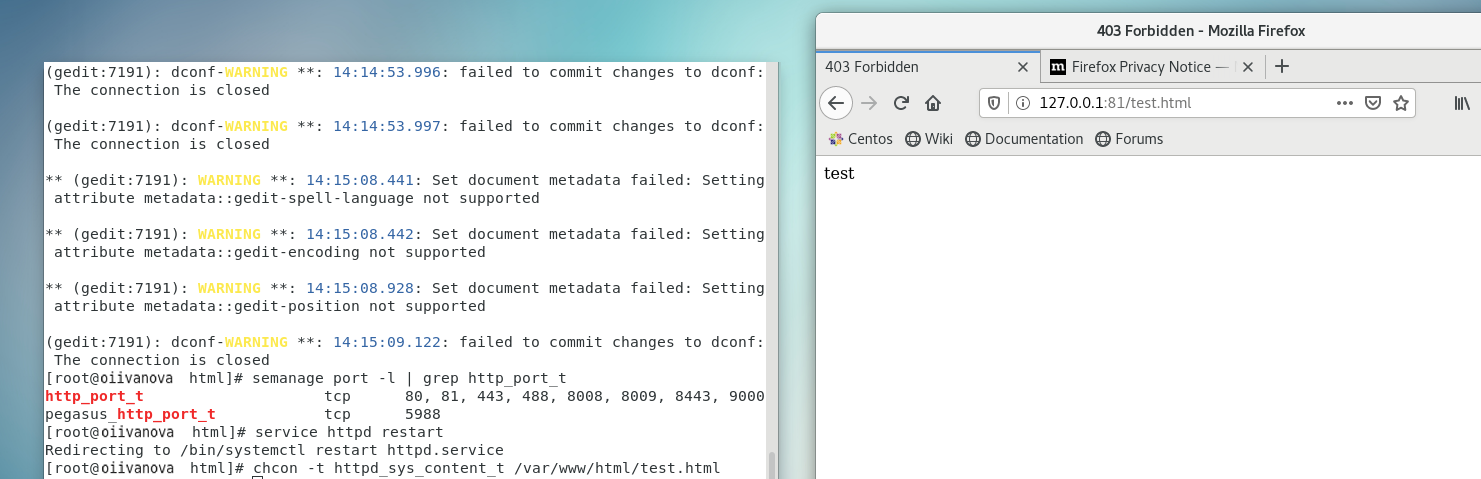 (gedit:7191): dconf-WARNING **: 14:14:53.996: failed to commit changes to dconf:
The connection is closed
(gedit:7191): dconf-WARNING **: 14:14:53.997: failed to commit changes to dconf:
The connection is closed
** (gedit:7191): WARNING **: 14:15:08.441: Set document metadata failed: Setting
attribute metadata::gedit-spell-language not supported
** (gedit:7191): WARNING **: 14:15:08.442: Set document metadata failed: Setting
attribute metadata::gedit-encoding not supported
** (gedit:7191): WARNING **: 14:15:08.928: Set document metadata failed: Setting
attribute metadata::gedit-position not supported
(gedit:7191): dconf-WARNING **: 14:15:09.122: failed to commit changes to dconf:
The connection is closed
[root@oiivanova html]# semanage port -l | grep http_port_t
http_port_t tcp 80, 81, 443, 488, 8008, 8009, 8443, 9000
pegasus_http_port_t tcp 5988
[root@oiivanova html]# service httpd restart
Redirecting to /bin/systemctl restart httpd.service
[root@oiivanova html]# chcon -t httpd_sys_content_t /var/www/html/test.html
403 Forbidden - Mozilla Firefox
403 Forbidden
m Firefox Privacy Notice —
127.0.0.1:81/test.html
Centos Wiki Documentation Forums
test